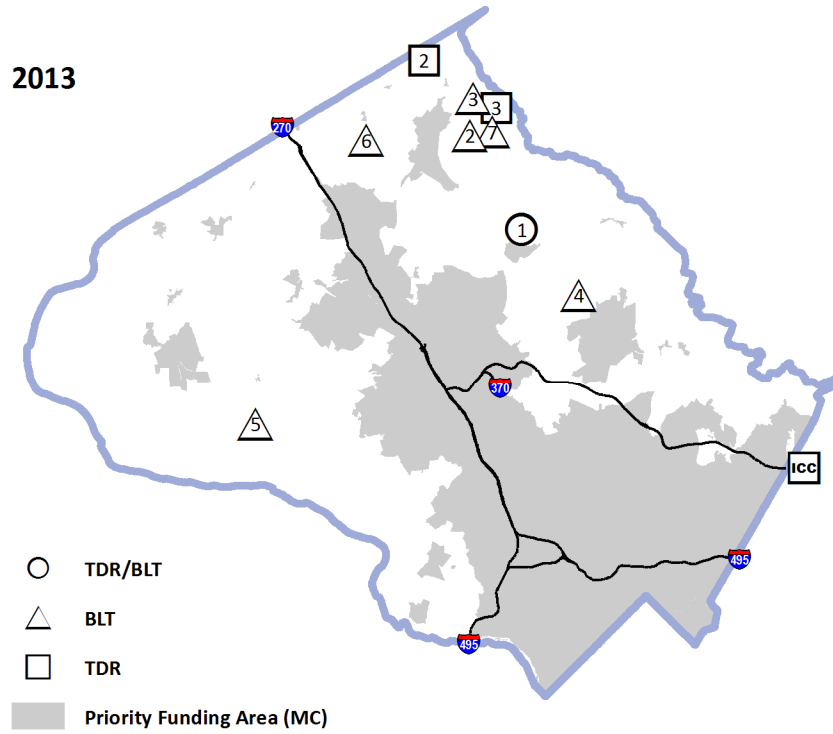 2013
2
3
3
270
6
2
7
1
4
370
5
ICC
495
495
TDR/BLT
BLT
TDR
Priority Funding Area (MC)